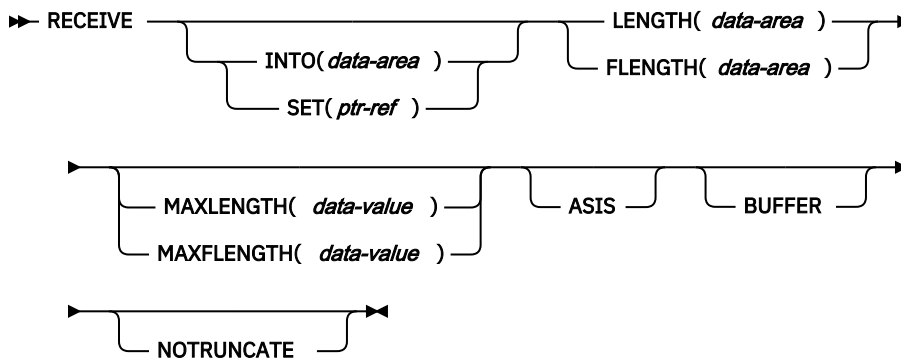 RECEIVE
INTO( data-area )
SET( ptr-ref )
LENGTH( data-area )
FLENGTH( data-area )
MAXLENGTH( data-value )
MAXFLENGTH( data-value )
ASIS
BUFFER
NOTRUNCATE